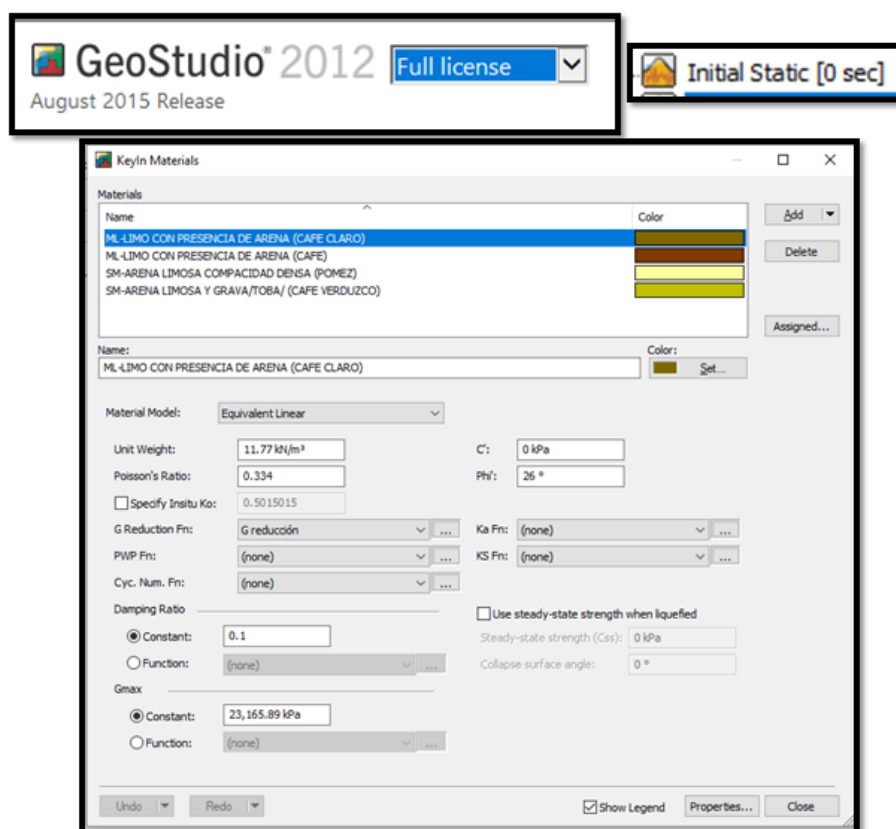 GeoStudio® 2012 Full license
August 2015 Release
Initial Static [0 sec]
KeyIn Materials
Materials
Name Color
ML-LIMO CON PRESENCIA DE ARENA (CAFE CLARO)
ML-LIMO CON PRESENCIA DE ARENA (CAFE)
SM-ARENA LIMOSA COMPACIDAD DENSA (POMEZ)
SM-ARENA LIMOSA Y GRAVA/TOBA/ (CAFE VERDUZCO)
Add
Delete
Assigned...
Name: Color:
ML-LIMO CON PRESENCIA DE ARENA (CAFE CLARO) Set...
Material Model: Equivalent Linear
Unit Weight: 11.77 kN/m³ C': 0 kPa
Poisson's Ratio: 0.334 Phi': 26 °
Specify Insitu Ko: 0.5015015
G Reduction Fn: G reducción ... Ka Fn: (none) ...
PWP Fn: (none) ... KS Fn: (none) ...
Cyc. Num. Fn: (none) ...
Damping Ratio Use steady-state strength when liquefied
Constant: 0.1 Steady-state strength (Css): 0 kPa
Function: (none) ... Collapse surface angle: 0 °
Gmax
Constant: 23,165.89 kPa
Function: (none) ...
Undo Redo Show Legend Properties... Close